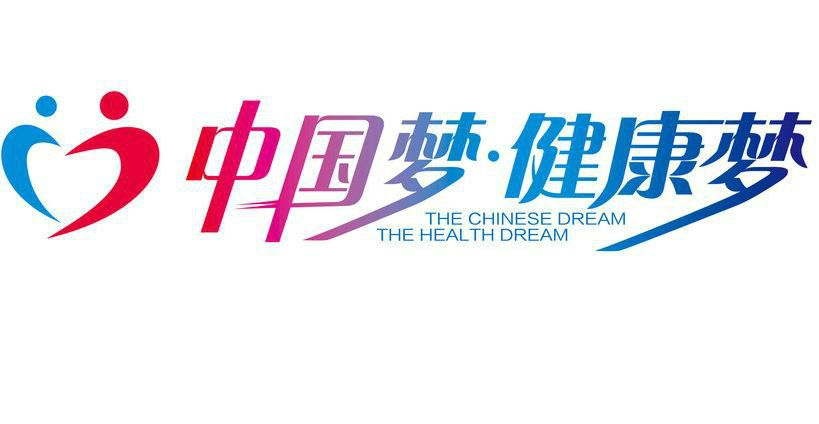 中国梦·健康梦
THE CHINESE DREAM
THE HEALTH DREAM